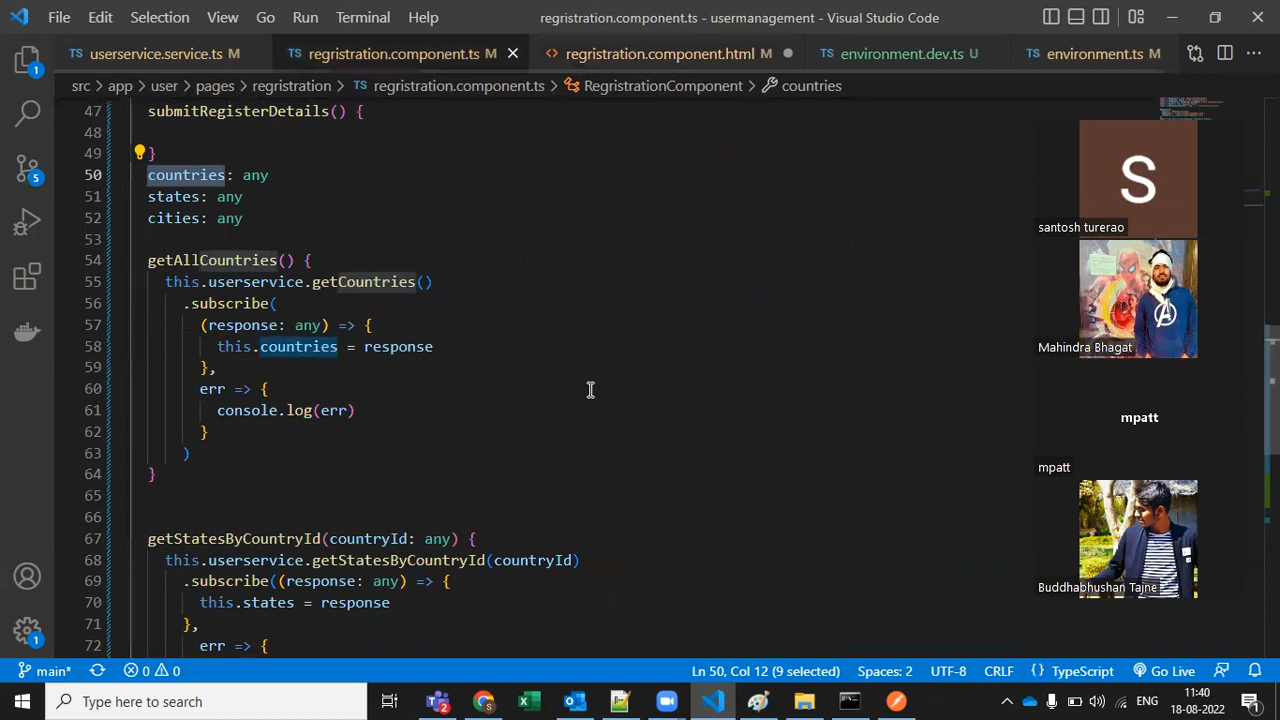 File Edit Selection View Go Run Terminal Help regristration.component.ts - usermanagement - Visual Studio Code
userservice.service.ts M regristration.component.ts M regristration.component.html M environment.dev.ts U environment.ts M
src > app > user > pages > registration > regristration.component.ts > RegristrationComponent > countries
47 submitRegisterDetails() {
48
49 }
50 countries: any
51 states: any
52 cities: any
53
54 getAllCountries() {
55 this.userservice.getCountries()
56 .subscribe(
57 (response: any) => {
58 this.countries = response
59 },
60 err => {
61 console.log(err)
62 }
63 )
64 }
65
66
67 getStatesByCountryId(countryId: any) {
68 this.userservice.getStatesByCountryId(countryId)
69 .subscribe((response: any) => {
70 this.states = response
71 },
72 err => {
1
5
1
S
santosh turerao
A
Mahindra Bhagat
mpatt
mpatt
Buddhabhushan Tajne
main* 0 0 Ln 50, Col 12 (9 selected) Spaces: 2 UTF-8 CRLF { } TypeScript Go Live
Type here to search
2
ENG
11:40
18-08-2022
1